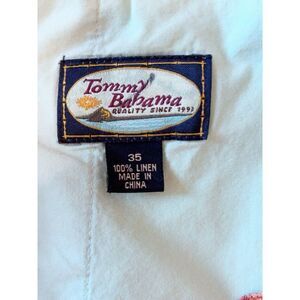 Tommy
Bahama
QUALITY SINCE 1993
35
100% LINEN
MADE IN
CHINA